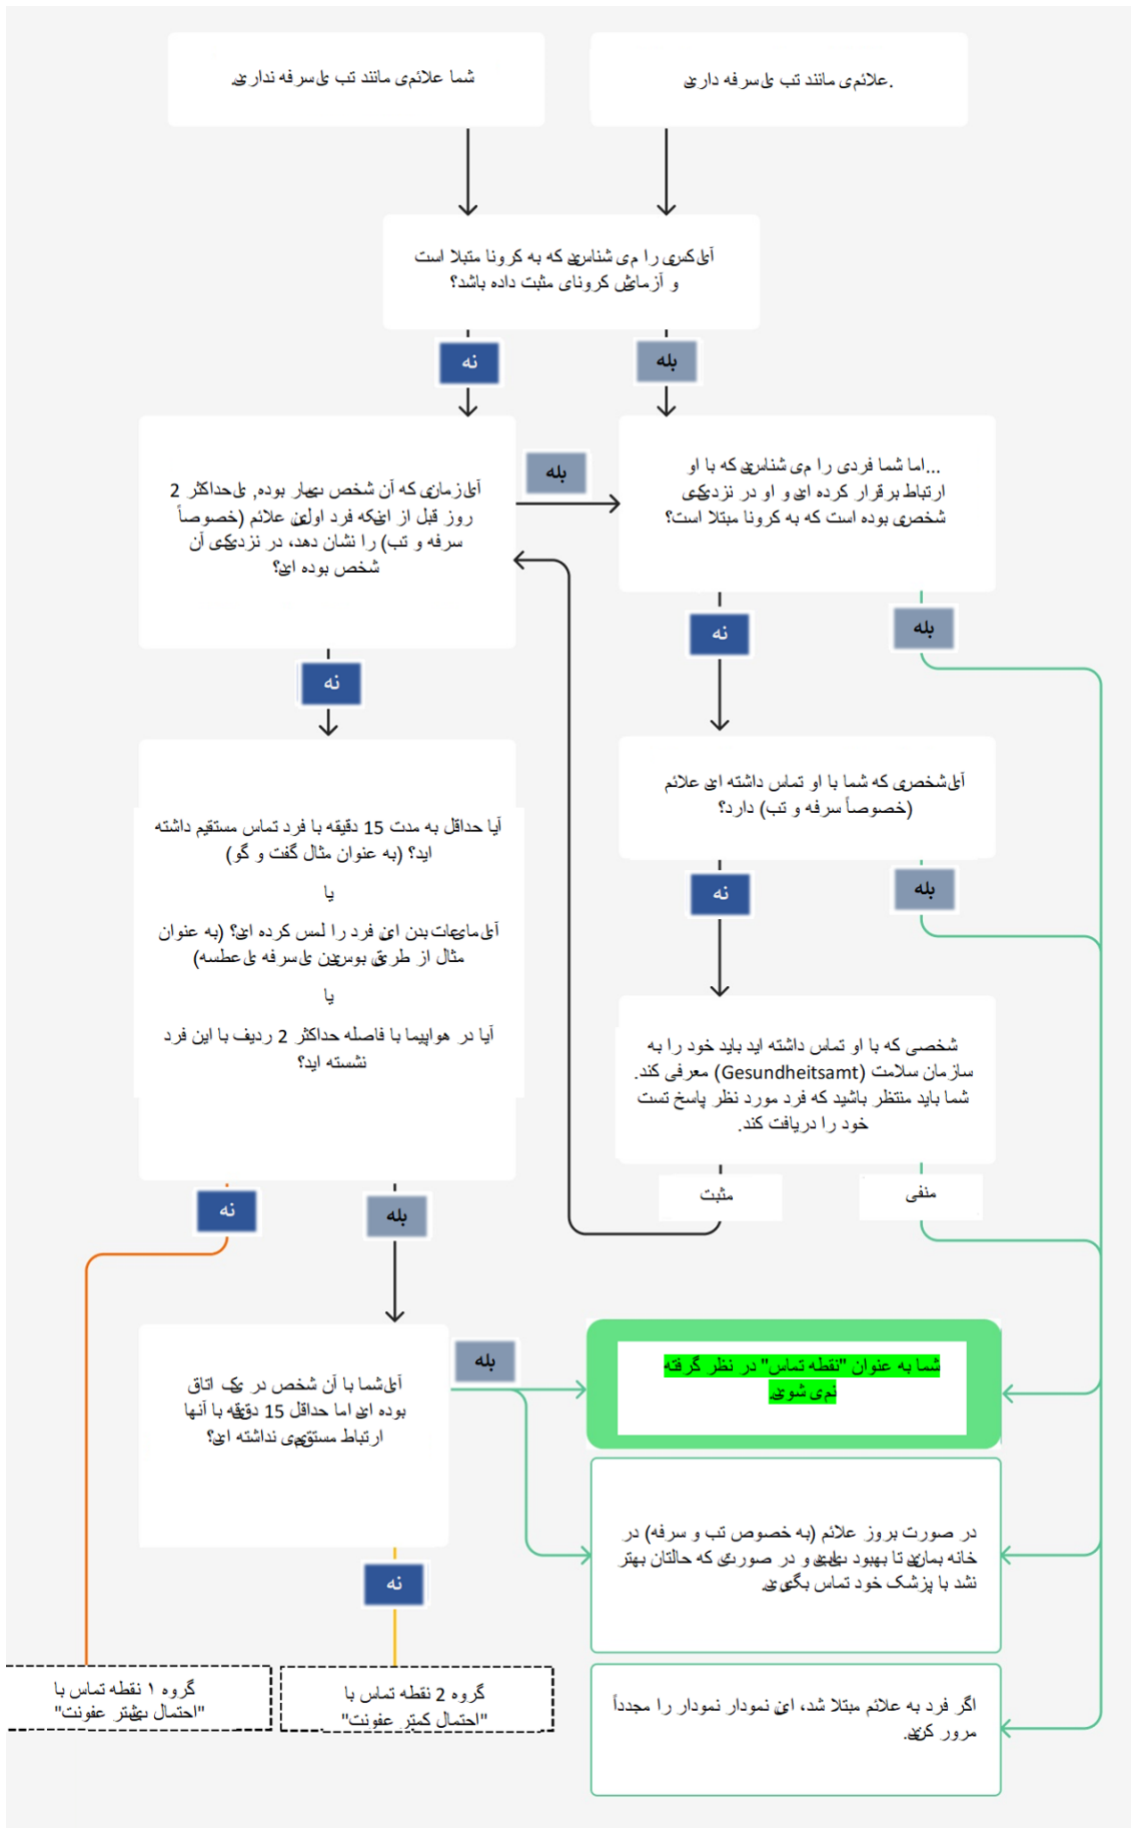 شما علائمی مانند تب یا سرفه ندارید.
علائمی مانند تب یا سرفه دارید.
آیا کسی را می شناسید که به کرونا متبلا است
و آزمایش کرونای مثبت داده باشد؟
نه
بله
آیا زمانی که آن شخص بیمار بوده, یا حداکثر 2
روز قبل از اینکه فرد اولین علائم (خصوصاً
سرفه و تب) را نشان دهد، در نزدیکی آن
شخص بوده اید؟
بله
...اما شما فردی را می شناسید که با او
ارتباط برقرار کرده اید و او در نزدیکی
شخصی بوده است که به کرونا مبتلا است؟
نه
بله
نه
آیا شخصی که شما با او تماس داشته اید علائم
(خصوصاً سرفه و تب) دارد؟
نه
بله
آیا حداقل به مدت 15 دقیقه با فرد تماس مستقیم داشته
اید؟ (به عنوان مثال گفت و گو)
یا
آیا مایعات بدن این فرد را لمس کرده اید؟ (به عنوان
مثال از طریق بوسیدن یا سرفه یا عطسه)
یا
آیا در هواپیما با فاصله حداکثر 2 ردیف با این فرد
نشسته اید؟
شخصی که با او تماس داشته اید باید خود را به
سازمان سلامت (Gesundheitsamt) معرفی کند.
شما باید منتظر باشید که فرد مورد نظر پاسخ تست
خود را دریافت کند.
مثبت
منفی
نه
بله
آیا شما با آن شخص در یک اتاق
بوده اید اما حداقل 15 دقیقه با آنها
ارتباط مستقیمی نداشته اید؟
بله
شما به عنوان "نقطه تماس" در نظر گرفته
نمی شوید.
در صورت بروز علائم (به خصوص تب و سرفه) در
خانه بمانید تا بهبود بیابید و در صورتی که حالتان بهتر
نشد با پزشک خود تماس بگیرید.
نه
گروه ۱ نقطه تماس با
"احتمال بیشتر عفونت"
گروه 2 نقطه تماس با
"احتمال کمتر عفونت"
اگر فرد به علائم مبتلا شد، این نمودار نمودار را مجدداً
مرور کنید.